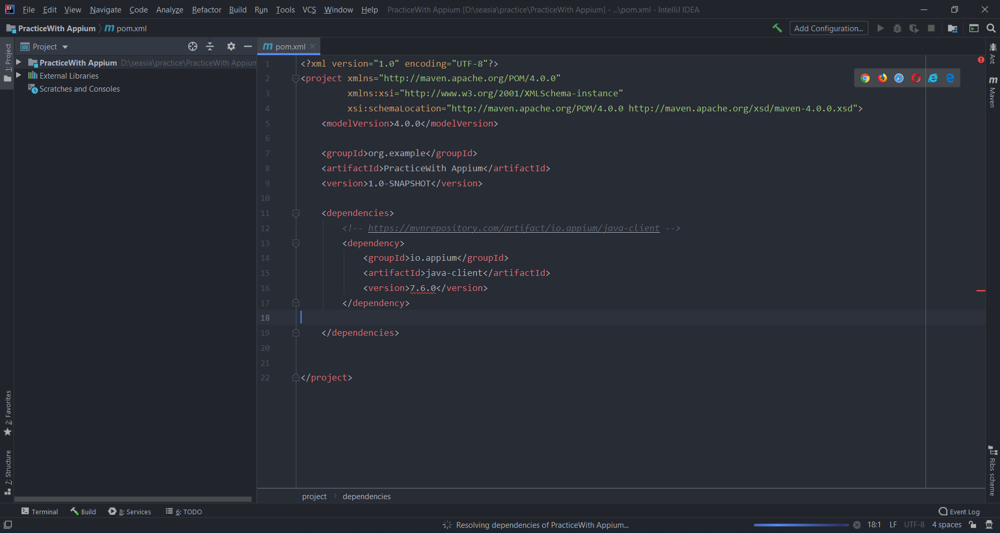 File Edit View Navigate Code Analyze Refactor Build Run Tools VCS Window Help PracticeWith Appium [D:\seasia\practice\PracticeWith Appium] - ...\pom.xml - IntelliJ IDEA
PracticeWith Appium m pom.xml Add Configuration...
Project
m pom.xml
1: Project
PracticeWith Appium D:\seasia\practice\PracticeWith Appium
External Libraries
Scratches and Consoles
1 <?xml version="1.0" encoding="UTF-8"?>
2 <project xmlns="http://maven.apache.org/POM/4.0.0"
3 xmlns:xsi="http://www.w3.org/2001/XMLSchema-instance"
4 xsi:schemaLocation="http://maven.apache.org/POM/4.0.0 http://maven.apache.org/xsd/maven-4.0.0.xsd">
5 <modelVersion>4.0.0</modelVersion>
6
7 <groupId>org.example</groupId>
8 <artifactId>PracticeWith Appium</artifactId>
9 <version>1.0-SNAPSHOT</version>
10
11 <dependencies>
12 <!-- https://mvnrepository.com/artifact/io.appium/java-client -->
13 <dependency>
14 <groupId>io.appium</groupId>
15 <artifactId>java-client</artifactId>
16 <version>7.6.0</version>
17 </dependency>
18
19 </dependencies>
20
21
22 </project>
Ant
m Maven
Ribs scheme
2: Favorites
7: Structure
project dependencies
Terminal Build 8: Services 6: TODO Event Log
Resolving dependencies of PracticeWith Appium... 18:1 LF UTF-8 4 spaces